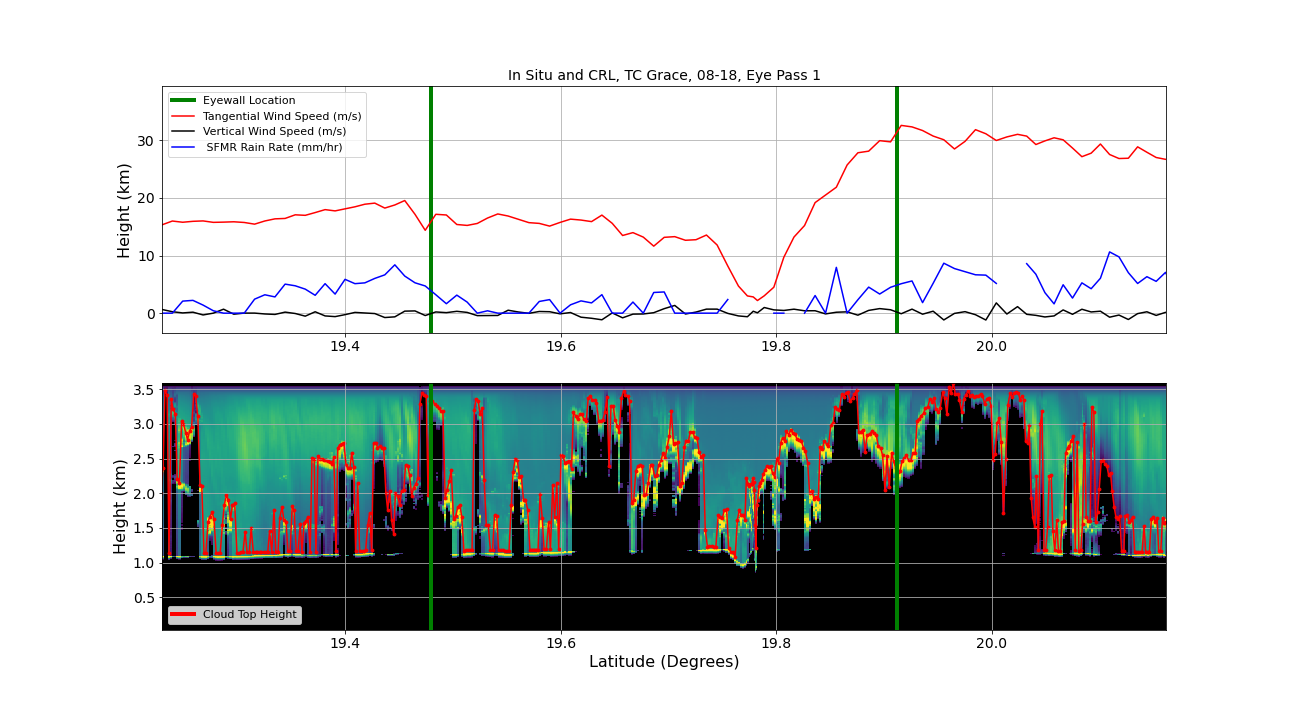 In Situ and CRL, TC Grace, 08-18, Eye Pass 1
Eyewall Location
Tangential Wind Speed (m/s)
Vertical Wind Speed (m/s)
SFMR Rain Rate (mm/hr)
Height (km)
30
20
10
0
19.4 19.6 19.8 20.0
Height (km)
3.5
3.0
2.5
2.0
1.5
1.0
0.5
Cloud Top Height
19.4 19.6 19.8 20.0
Latitude (Degrees)